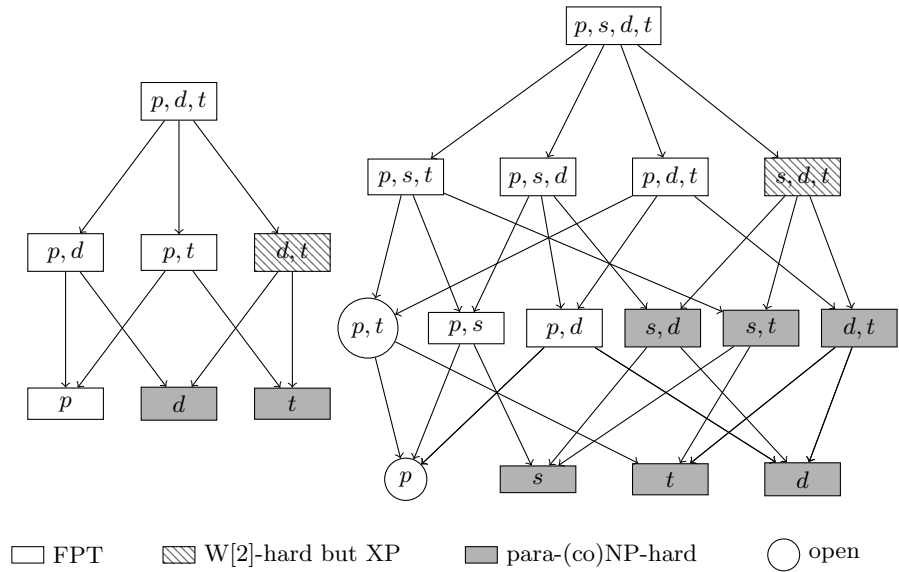 p, s, d, t
p, d, t
p, s, t
p, s, d
p, d, t
s, d, t
p, d
p, t
d, t
p, t
p, s
p, d
s, d
s, t
d, t
p
d
t
p
s
t
d
FPT
W[2]-hard but XP
para-(co)NP-hard
open